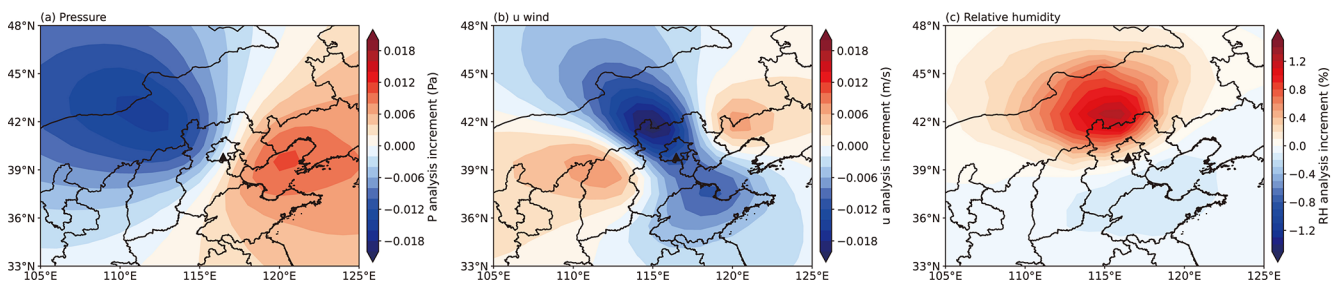 (a) Pressure
48°N
45°N
42°N
39°N
36°N
33°N
105°E
110°E
115°E
120°E
125°E
0.018
0.012
0.006
0.000
−0.006
−0.012
−0.018
P analysis increment (Pa)
(b) u wind
48°N
45°N
42°N
39°N
36°N
33°N
105°E
110°E
115°E
120°E
125°E
0.018
0.012
0.006
0.000
−0.006
−0.012
−0.018
u analysis increment (m/s)
(c) Relative humidity
48°N
45°N
42°N
39°N
36°N
33°N
105°E
110°E
115°E
120°E
125°E
1.2
0.8
0.4
0.0
−0.4
−0.8
−1.2
RH analysis increment (%)